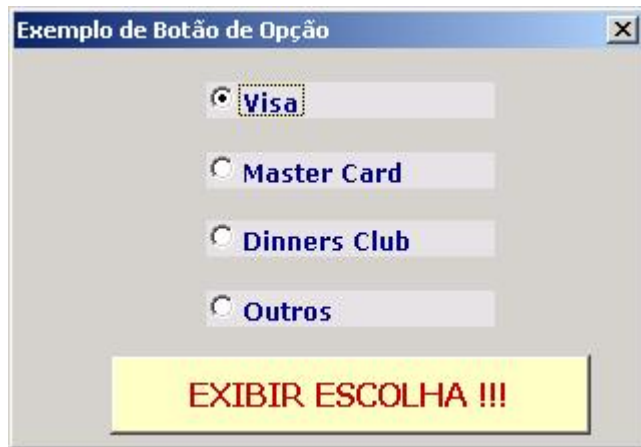 Exemplo de Botão de Opção
Visa
Master Card
Dinners Club
Outros
EXIBIR ESCOLHA !!!